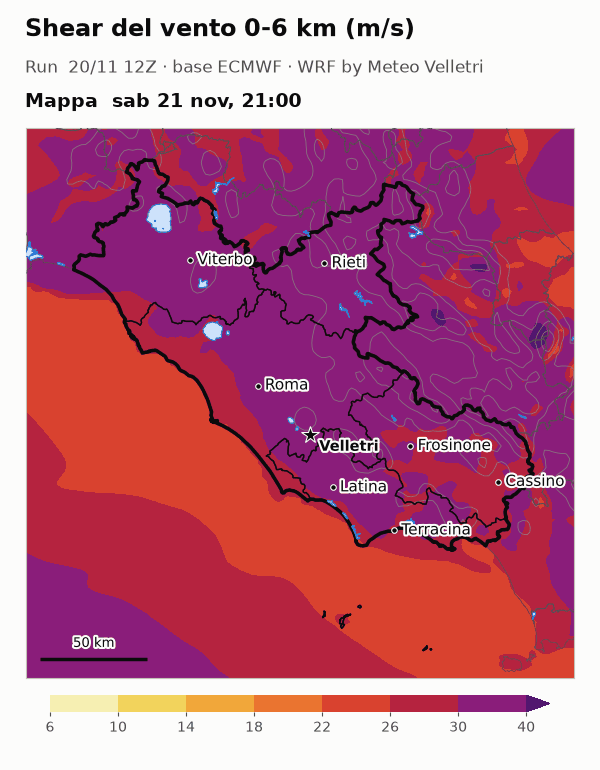 Shear del vento 0-6 km (m/s)
Run  20/11 12Z · base ECMWF · WRF by Meteo Velletri
Mappa  sab 21 nov, 21:00
Viterbo
Rieti
Roma
Velletri
Frosinone
Cassino
Latina
Terracina
50 km
6 10 14 18 22 26 30 40